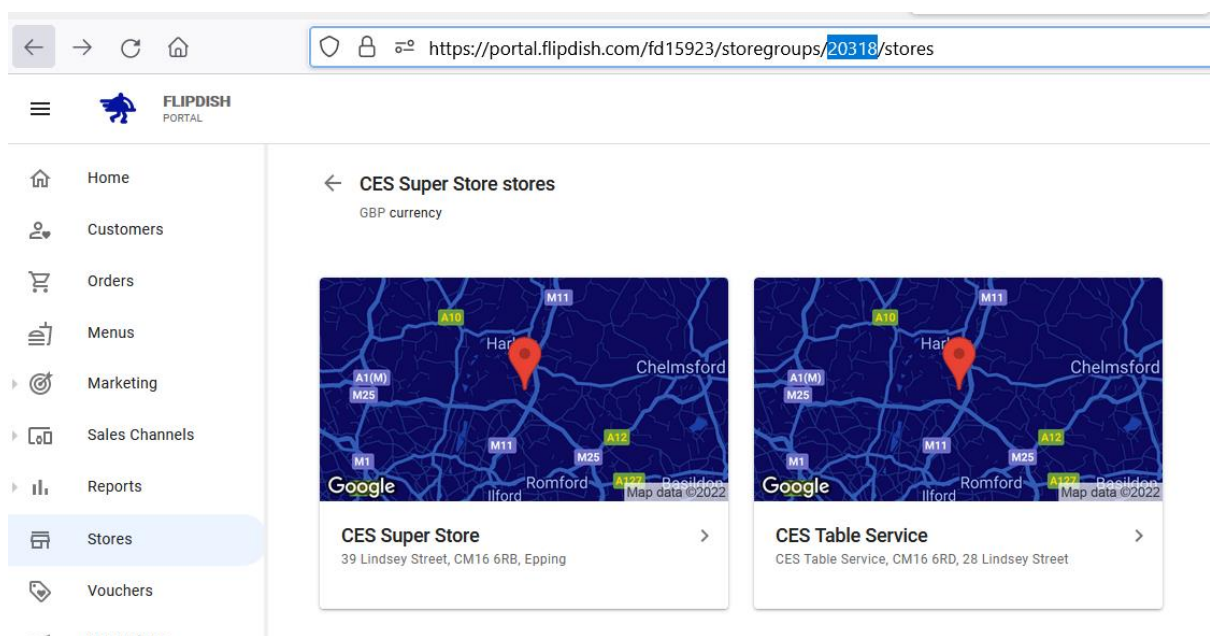 https://portal.flipdish.com/fd15923/storegroups/20318/stores
FLIPDISH
PORTAL
Home
Customers
Orders
Menus
Marketing
Sales Channels
Reports
Stores
Vouchers
CES Super Store stores
GBP currency
M11
A10
Chelmsford
A1(M)
M25
M11
A12
M25
M1
Romford
Ilford
Google
Map data ©2022
CES Super Store
39 Lindsey Street, CM16 6RB, Epping
M11
A10
Chelmsford
A1(M)
M25
M11
A12
M25
M1
Romford
Ilford
Google
Map data ©2022
CES Table Service
CES Table Service, CM16 6RD, 28 Lindsey Street